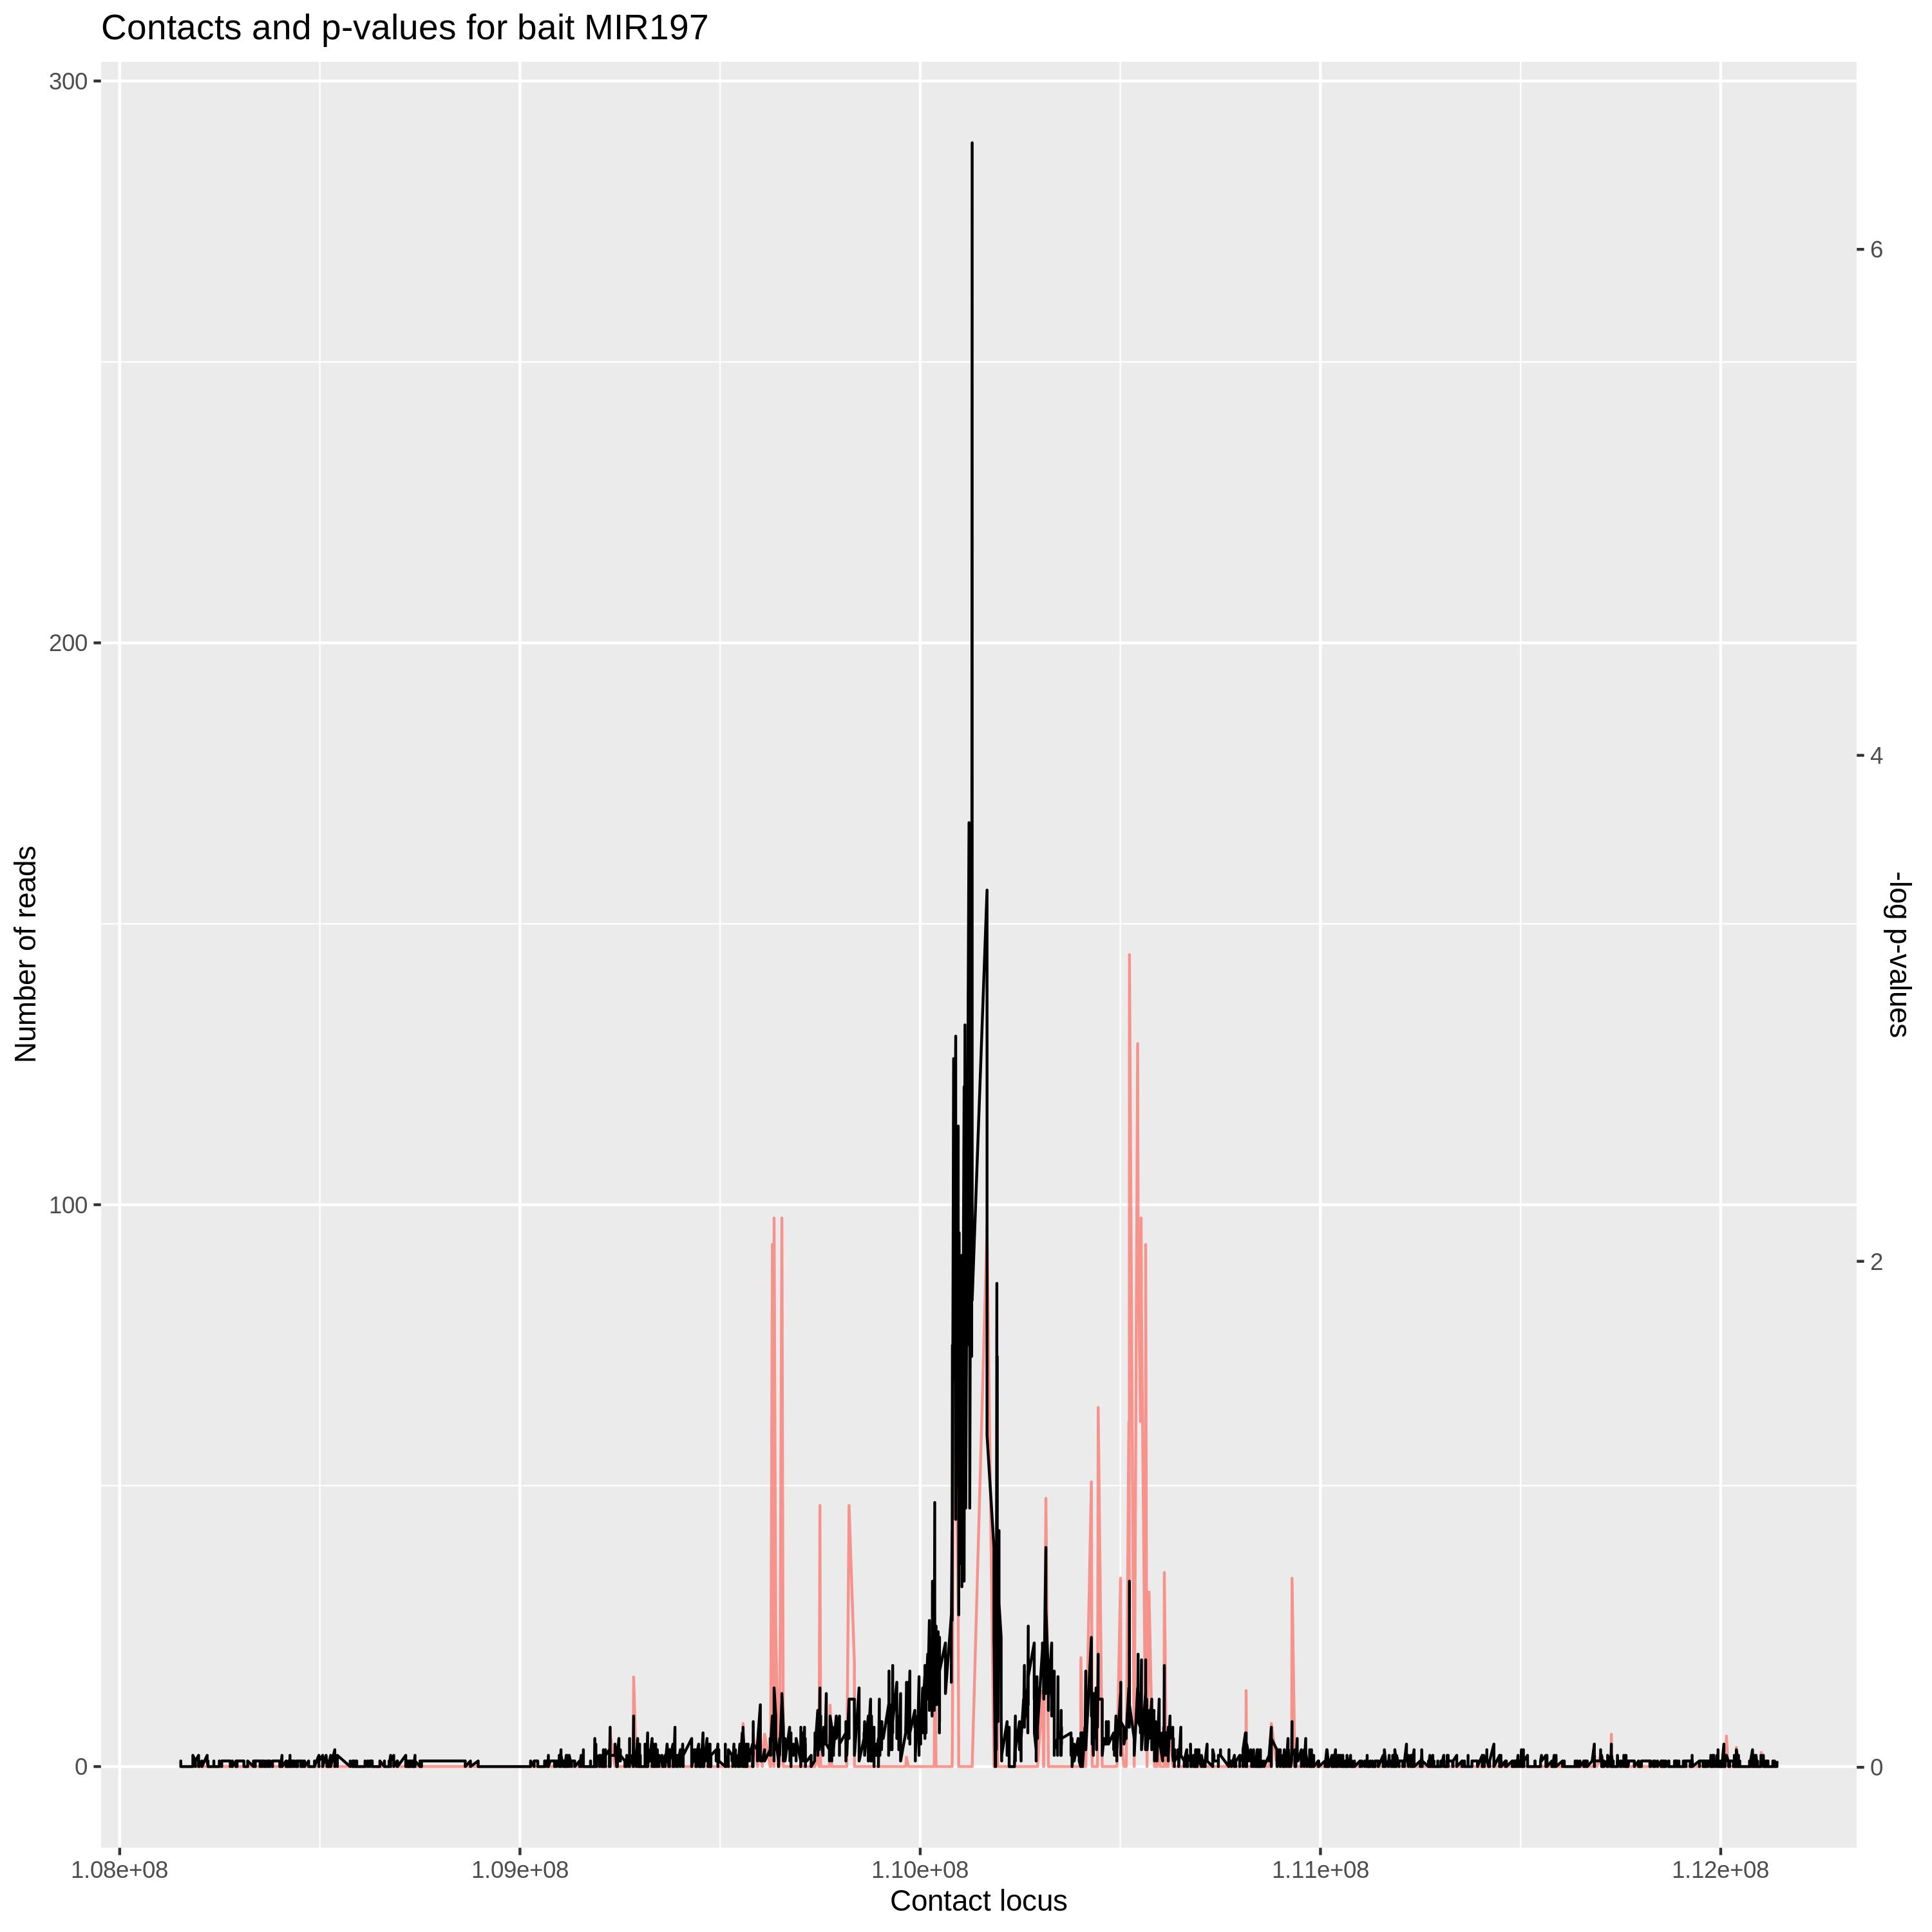 Contacts and p-values for bait MIR197
300
200
100
0
Number of reads
6
4
2
0
-log p-values
1.08e+08
1.09e+08
1.10e+08
1.11e+08
1.12e+08
Contact locus